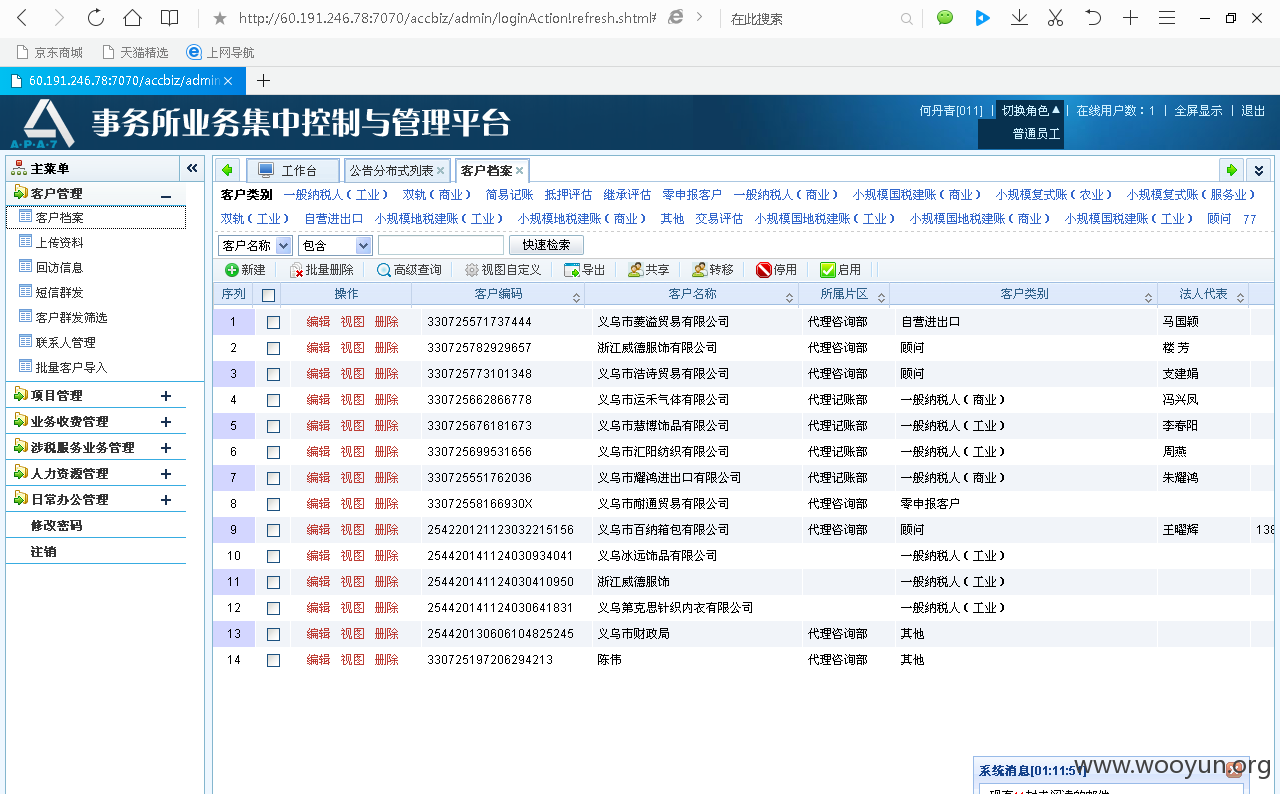 http://60.191.246.78:7070/accbiz/admin/loginAction!refresh.shtml# 在此搜索
京东商城 天猫精选 上网导航
60.191.246.78:7070/accbiz/admin
A·P·A·7 事务所业务集中控制与管理平台 何丹青[011] | 切换角色▲ | 在线用户数：1 | 全屏显示 | 退出
普通员工
主菜单 « 工作台 公告分布式列表 × 客户档案 ×
客户管理
客户档案
上传资料
回访信息
短信群发
客户群发筛选
联系人管理
批量客户导入
项目管理 +
业务收费管理 +
涉税服务业务管理 +
人力资源管理 +
日常办公管理 +
修改密码
注销
客户类别 一般纳税人（工业） 双轨（商业） 简易记账 抵押评估 继承评估 零申报客户 一般纳税人（商业） 小规模国税建账（商业） 小规模复式账（农业） 小规模复式账（服务业）
双轨（工业） 自营进出口 小规模地税建账（工业） 小规模地税建账（商业） 其他 交易评估 小规模国地税建账（工业） 小规模国地税建账（商业） 小规模国税建账（工业） 顾问 77
客户名称 包含 快速检索
新建 批量删除 高级查询 视图自定义 导出 共享 转移 停用 启用
序列 操作 客户编码 客户名称 所属片区 客户类别 法人代表
1 编辑 视图 删除 330725571737444 义乌市菱溢贸易有限公司 代理咨询部 自营进出口 马国颖
2 编辑 视图 删除 330725782929657 浙江威德服饰有限公司 代理咨询部 顾问 楼 芳
3 编辑 视图 删除 330725773101348 义乌市洁诗贸易有限公司 代理咨询部 顾问 支建娟
4 编辑 视图 删除 330725662866778 义乌市运禾气体有限公司 代理记账部 一般纳税人（商业） 冯兴凤
5 编辑 视图 删除 330725676181673 义乌市慧博饰品有限公司 代理记账部 一般纳税人（商业） 李春阳
6 编辑 视图 删除 330725699531656 义乌市汇阳纺织有限公司 代理记账部 一般纳税人（商业） 周燕
7 编辑 视图 删除 330725551762036 义乌市耀鸿进出口有限公司 代理记账部 一般纳税人（商业） 朱耀鸿
8 编辑 视图 删除 33072558166930X 义乌市耐通贸易有限公司 代理咨询部 零申报客户
9 编辑 视图 删除 254220121123032215156 义乌市百纳箱包有限公司 代理咨询部 顾问 王曜辉 138
10 编辑 视图 删除 254420141124030934041 义乌冰远饰品有限公司 一般纳税人（工业）
11 编辑 视图 删除 254420141124030410950 浙江威德服饰 一般纳税人（工业）
12 编辑 视图 删除 254420141124030641831 义乌第克思针织内衣有限公司 一般纳税人（工业）
13 编辑 视图 删除 254420130606104825245 义乌市财政局 代理咨询部 其他
14 编辑 视图 删除 330725197206294213 陈伟 代理咨询部 其他
系统消息[01:11:51]
www.wooyun.org